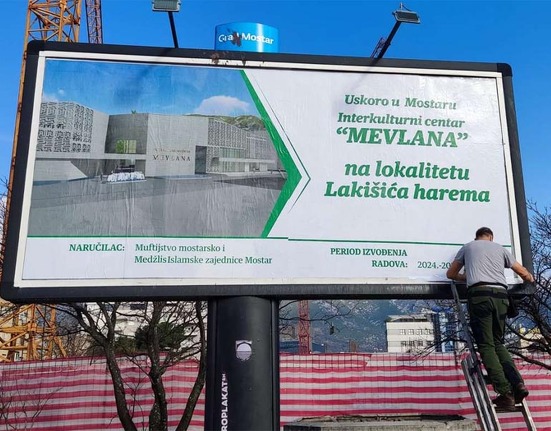 Grad Mostar
Uskoro u Mostaru
Interkulturni centar
“MEVLANA”
na lokalitetu
Lakišića harema
MEVLANA
NARUČILAC: Muftijstvo mostarsko i
Medžlis Islamske zajednice Mostar
PERIOD IZVOĐENJA
RADOVA: 2024.-20